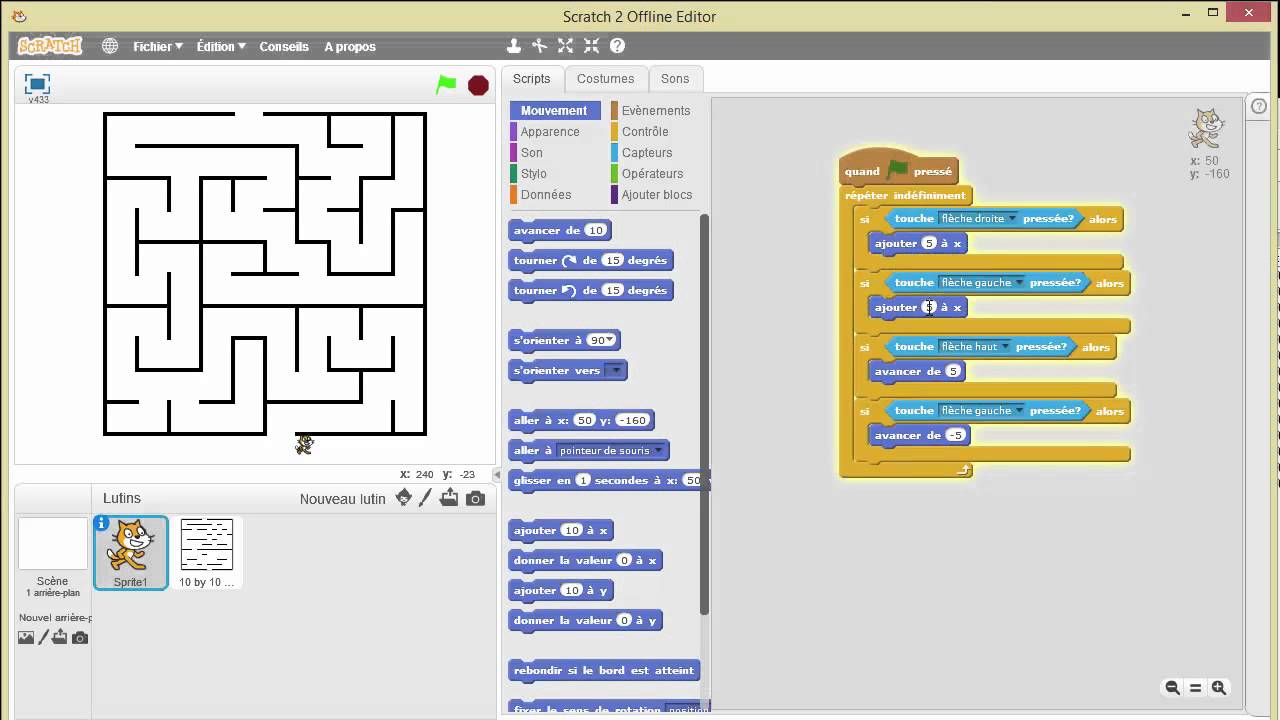 Scratch 2 Offline Editor
SCRATCH
Fichier
Édition
Conseils
A propos
v433
x: 240 y: -23
Lutins
Nouveau lutin
Scène
1 arrière-plan
Nouvel arrière-p
Sprite1
10 by 10 ...
Scripts
Costumes
Sons
Mouvement
Evènements
Apparence
Contrôle
Son
Capteurs
Stylo
Opérateurs
Données
Ajouter blocs
avancer de 10
tourner de 15 degrés
tourner de 15 degrés
s'orienter à 90
s'orienter vers
aller à x: 50 y: -160
aller à pointeur de souris
glisser en 1 secondes à x: 50
ajouter 10 à x
donner la valeur 0 à x
ajouter 10 à y
donner la valeur 0 à y
rebondir si le bord est atteint
fixer le sens de rotation position
quand pressé
répéter indéfiniment
si touche flèche droite pressée? alors
ajouter 5 à x
si touche flèche gauche pressée? alors
ajouter 5 à x
si touche flèche haut pressée? alors
avancer de 5
si touche flèche gauche pressée? alors
avancer de -5
x: 50
y: -160